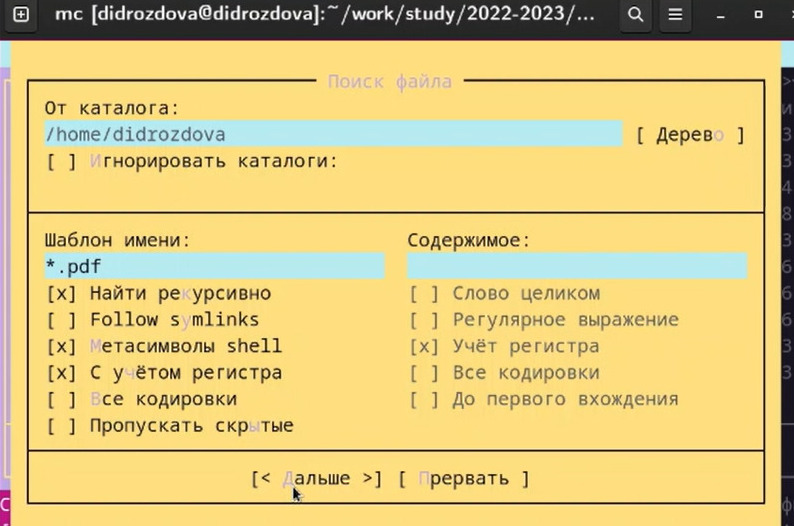 mc [didrozdova@didrozdova]:~/work/study/2022-2023/...
Поиск файла
От каталога:
/home/didrozdova [ Дерево ]
[ ] Игнорировать каталоги:
Шаблон имени:
*.pdf
[x] Найти рекурсивно
[ ] Follow symlinks
[x] Метасимволы shell
[x] С учётом регистра
[ ] Все кодировки
[ ] Пропускать скрытые
Содержимое:
[ ] Слово целиком
[ ] Регулярное выражение
[x] Учёт регистра
[ ] Все кодировки
[ ] До первого вхождения
[< Дальше >] [ Прервать ]